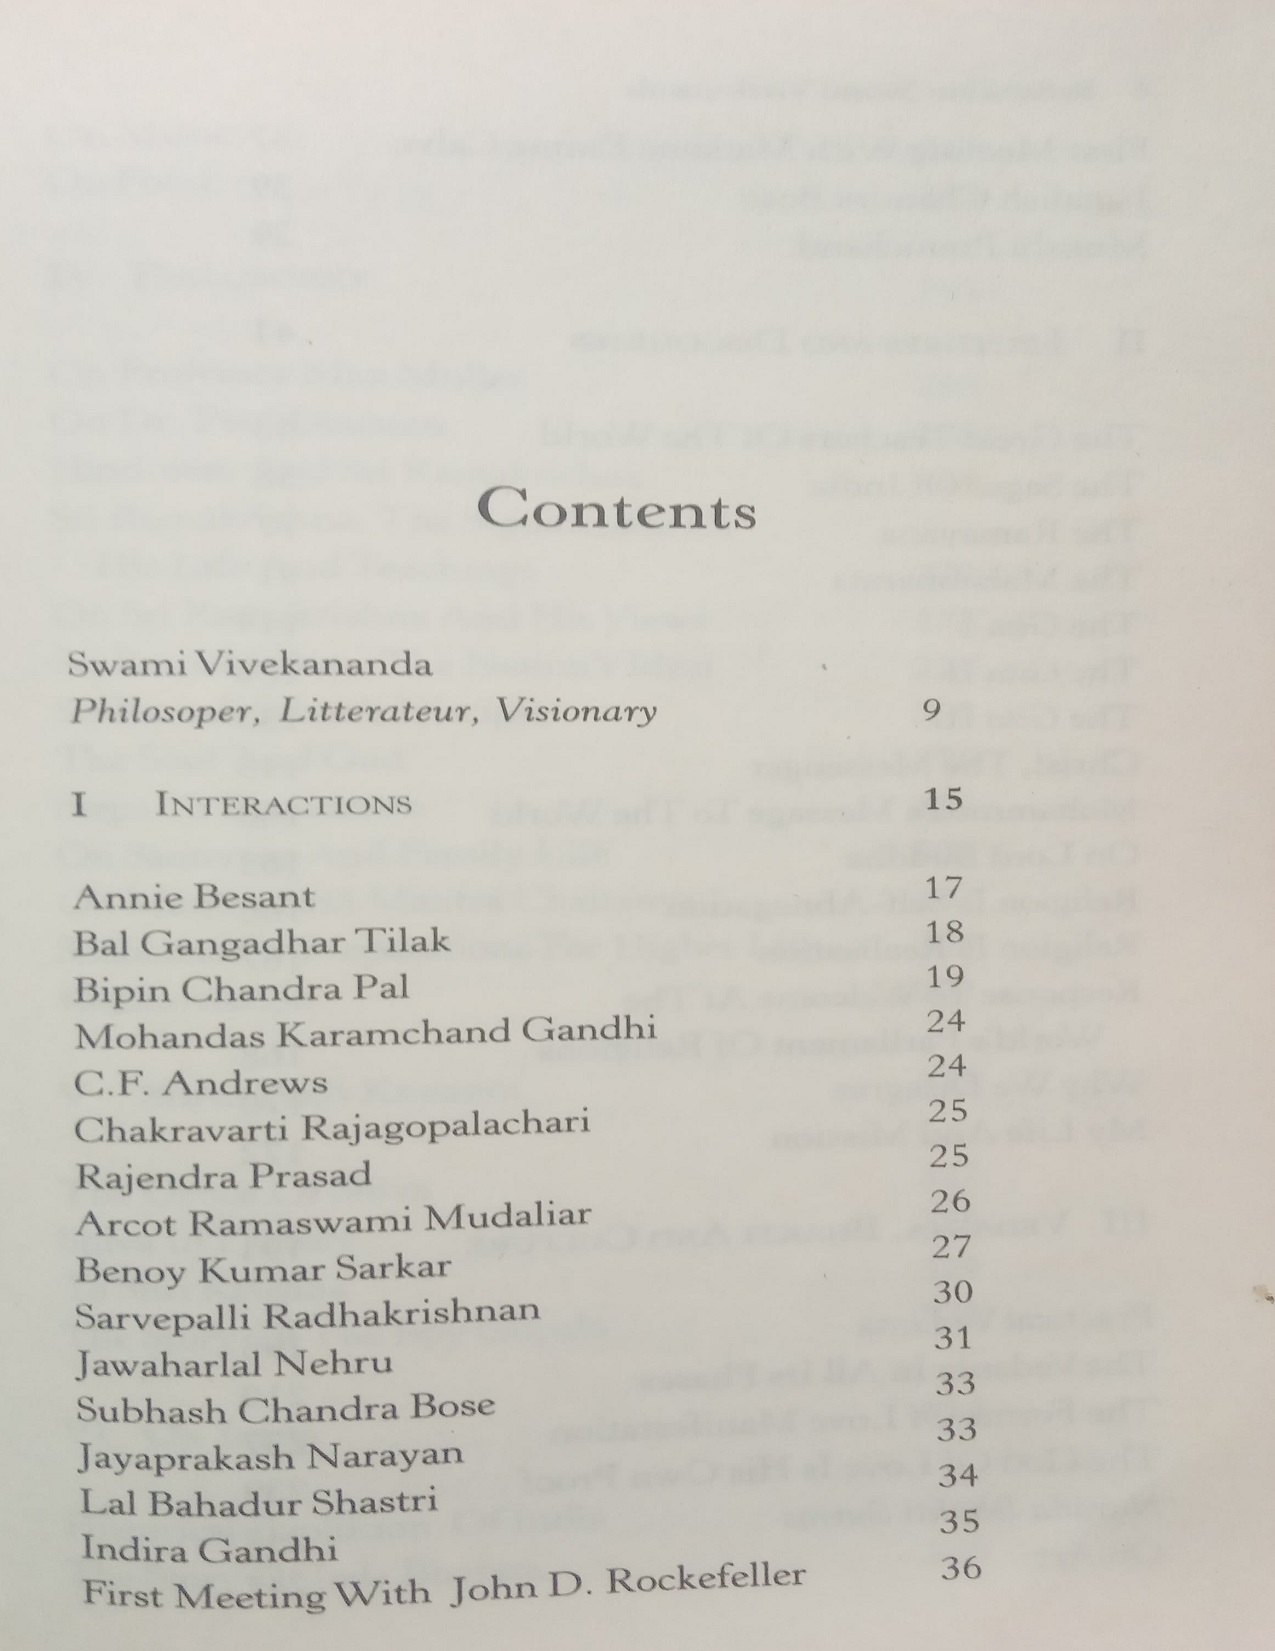 Contents
Swami Vivekananda
Philosoper, Litterateur, Visionary 9
I INTERACTIONS 15
Annie Besant 17
Bal Gangadhar Tilak 18
Bipin Chandra Pal 19
Mohandas Karamchand Gandhi 24
C.F. Andrews 24
Chakravarti Rajagopalachari 25
Rajendra Prasad 25
Arcot Ramaswami Mudaliar 26
Benoy Kumar Sarkar 27
Sarvepalli Radhakrishnan 30
Jawaharlal Nehru 31
Subhash Chandra Bose 33
Jayaprakash Narayan 33
Lal Bahadur Shastri 34
Indira Gandhi 35
First Meeting With John D. Rockefeller 36